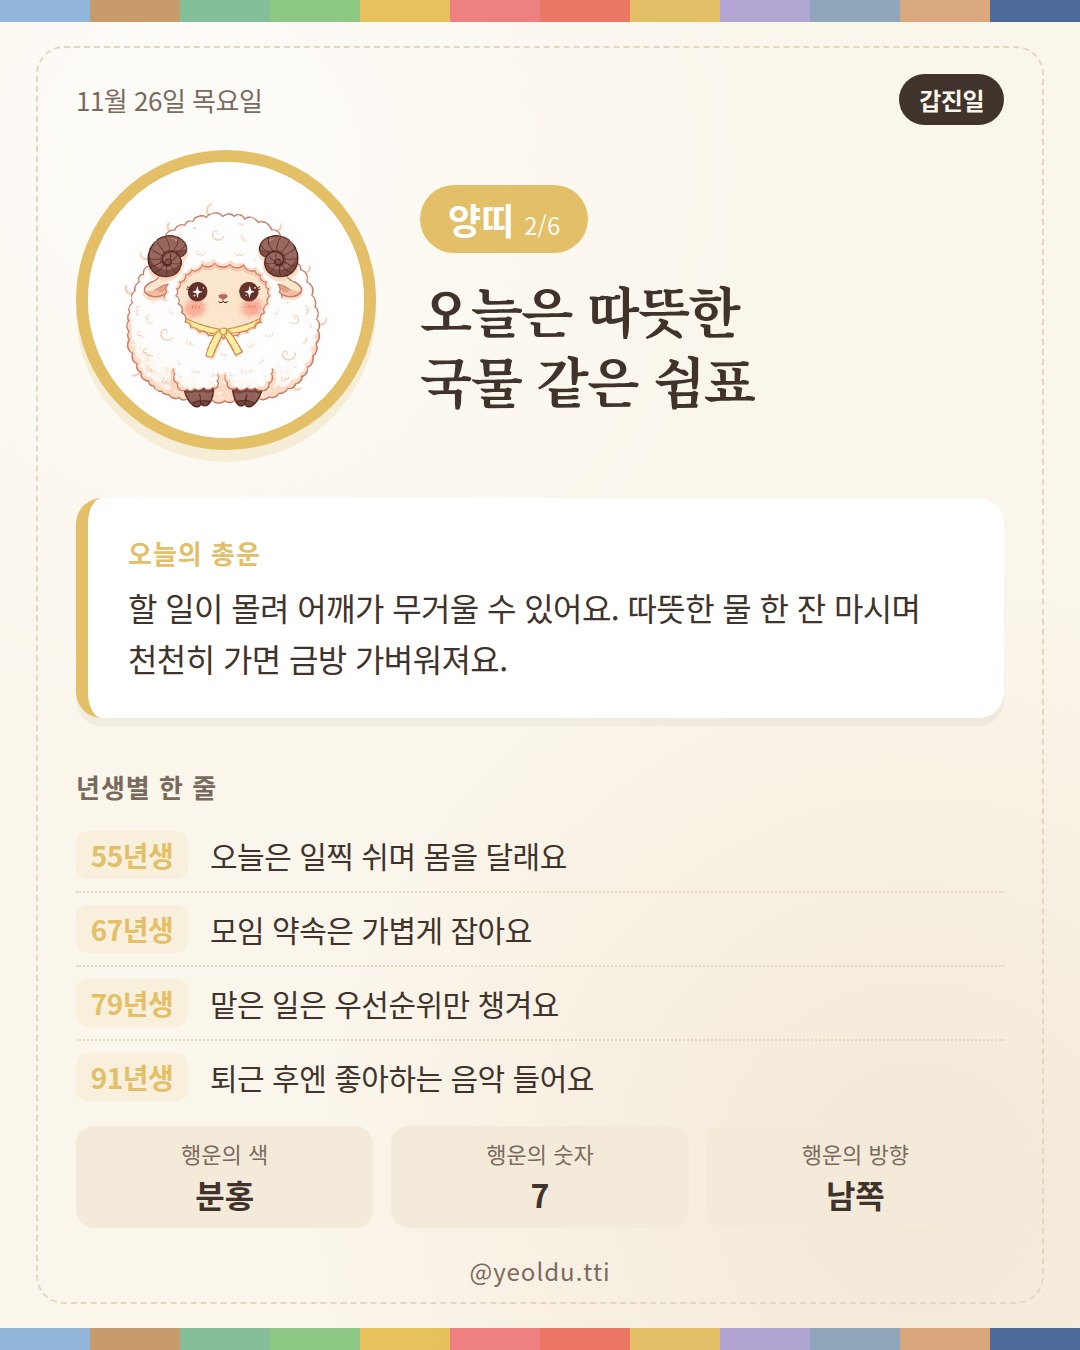 11월 26일 목요일
갑진일
양띠 2/6
오늘은 따뜻한
국물 같은 쉼표
오늘의 총운
할 일이 몰려 어깨가 무거울 수 있어요. 따뜻한 물 한 잔 마시며
천천히 가면 금방 가벼워져요.
년생별 한 줄
55년생 오늘은 일찍 쉬며 몸을 달래요
67년생 모임 약속은 가볍게 잡아요
79년생 맡은 일은 우선순위만 챙겨요
91년생 퇴근 후엔 좋아하는 음악 들어요
행운의 색
분홍
행운의 숫자
7
행운의 방향
남쪽
@yeoldu.tti